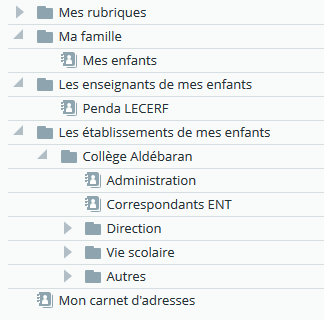 Mes rubriques
Ma famille
Mes enfants
Les enseignants de mes enfants
Penda LECERF
Les établissements de mes enfants
Collège Aldébaran
Administration
Correspondants ENT
Direction
Vie scolaire
Autres
Mon carnet d'adresses